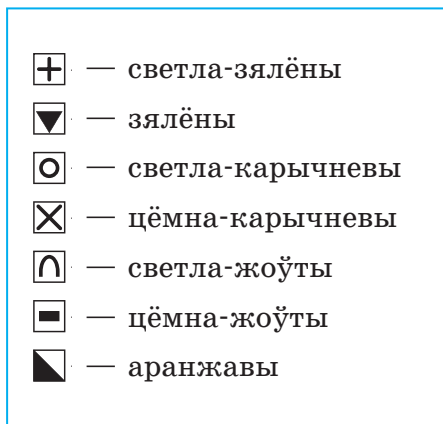 — светла-зялёны
— зялёны
— светла-карычневы
— цёмна-карычневы
— светла-жоўты
— цёмна-жоўты
— аранжавы